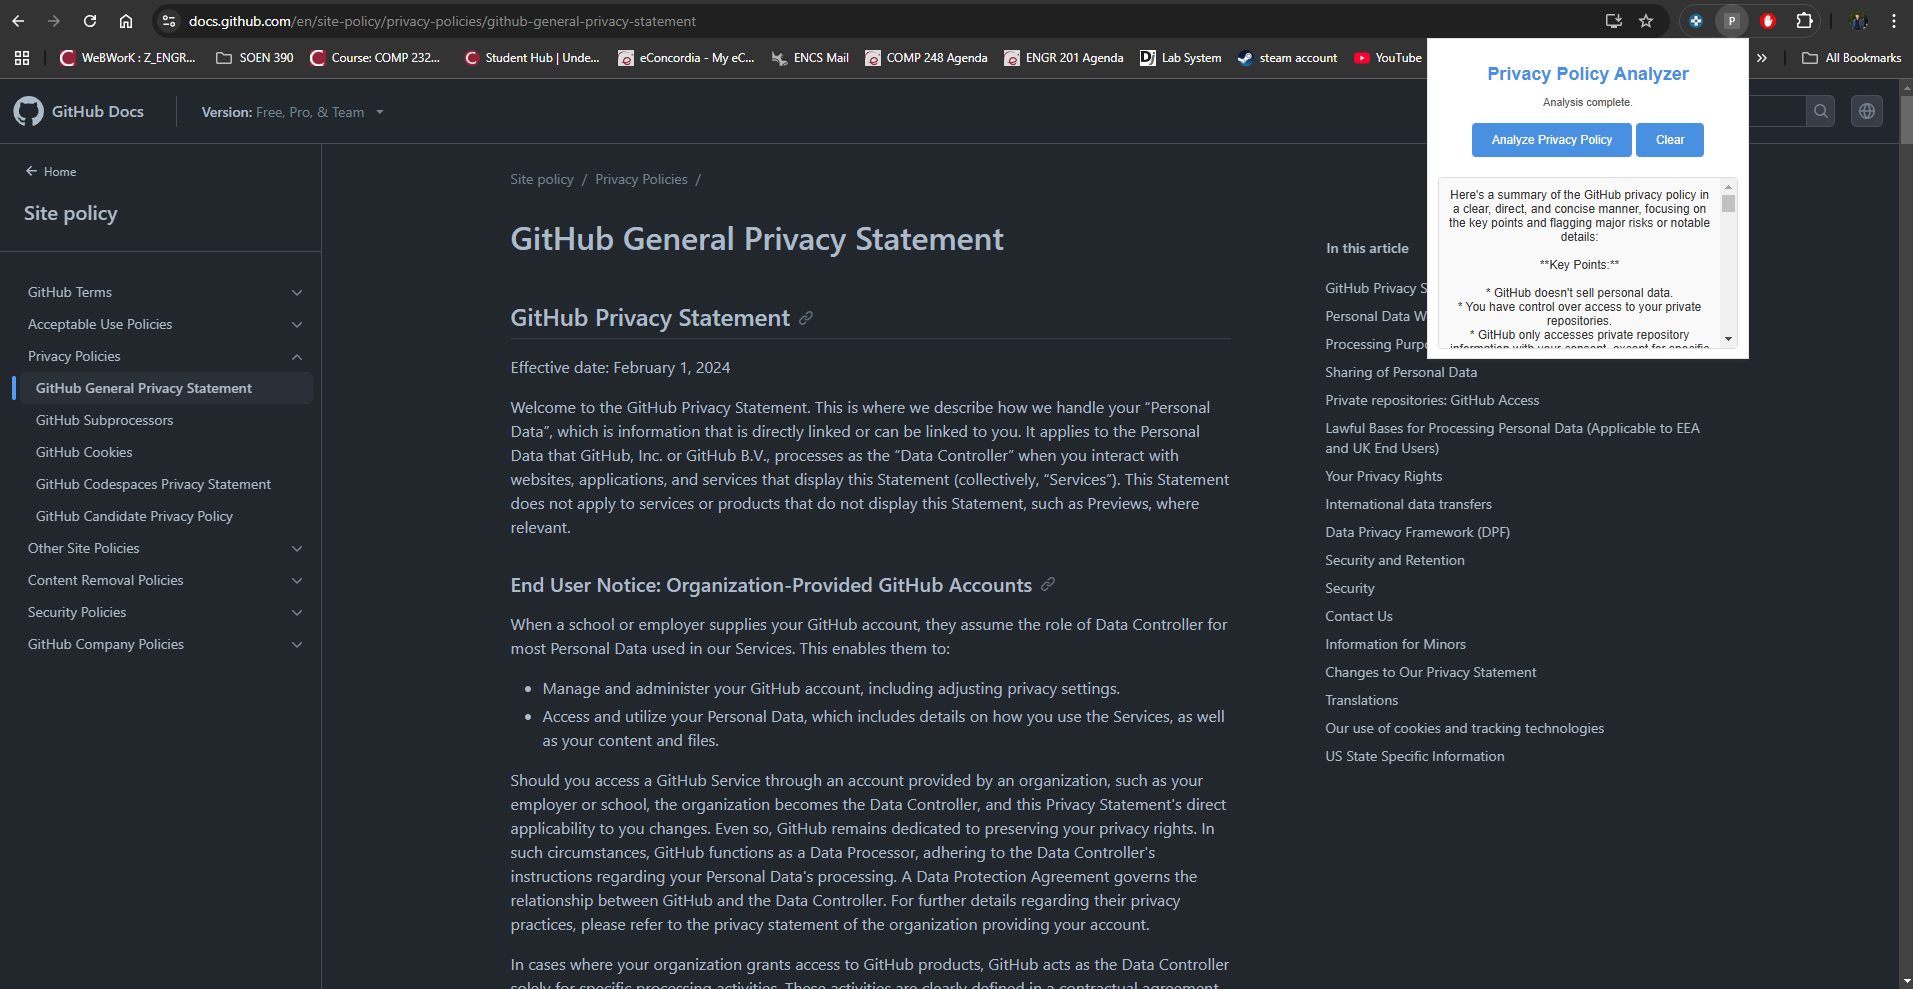 docs.github.com/en/site-policy/privacy-policies/github-general-privacy-statement
P
WeBWorK : Z_ENGR...
SOEN 390
Course: COMP 232...
Student Hub | Unde...
eConcordia - My eC...
ENCS Mail
COMP 248 Agenda
ENGR 201 Agenda
Lab System
steam account
YouTube
»
All Bookmarks
Privacy Policy Analyzer
Analysis complete.
Analyze Privacy Policy
Clear
Here's a summary of the GitHub privacy policy in
a clear, direct, and concise manner, focusing on
the key points and flagging major risks or notable
details:
**Key Points:**
* GitHub doesn't sell personal data.
* You have control over access to your private
repositories.
* GitHub only accesses private repository
information with your consent, except for specific
GitHub Docs
Version: Free, Pro, & Team
Home
Site policy
GitHub Terms
Acceptable Use Policies
Privacy Policies
GitHub General Privacy Statement
GitHub Subprocessors
GitHub Cookies
GitHub Codespaces Privacy Statement
GitHub Candidate Privacy Policy
Other Site Policies
Content Removal Policies
Security Policies
GitHub Company Policies
Site policy / Privacy Policies /
GitHub General Privacy Statement
GitHub Privacy Statement
Effective date: February 1, 2024
Welcome to the GitHub Privacy Statement. This is where we describe how we handle your “Personal
Data”, which is information that is directly linked or can be linked to you. It applies to the Personal
Data that GitHub, Inc. or GitHub B.V., processes as the “Data Controller” when you interact with
websites, applications, and services that display this Statement (collectively, “Services”). This Statement
does not apply to services or products that do not display this Statement, such as Previews, where
relevant.
End User Notice: Organization-Provided GitHub Accounts
When a school or employer supplies your GitHub account, they assume the role of Data Controller for
most Personal Data used in our Services. This enables them to:
• Manage and administer your GitHub account, including adjusting privacy settings.
• Access and utilize your Personal Data, which includes details on how you use the Services, as well
as your content and files.
Should you access a GitHub Service through an account provided by an organization, such as your
employer or school, the organization becomes the Data Controller, and this Privacy Statement's direct
applicability to you changes. Even so, GitHub remains dedicated to preserving your privacy rights. In
such circumstances, GitHub functions as a Data Processor, adhering to the Data Controller's
instructions regarding your Personal Data's processing. A Data Protection Agreement governs the
relationship between GitHub and the Data Controller. For further details regarding their privacy
practices, please refer to the privacy statement of the organization providing your account.
In cases where your organization grants access to GitHub products, GitHub acts as the Data Controller
solely for specific processing activities. These activities are clearly defined in a contractual agreement
In this article
GitHub Privacy S
Personal Data W
Processing Purpo
Sharing of Personal Data
Private repositories: GitHub Access
Lawful Bases for Processing Personal Data (Applicable to EEA
and UK End Users)
Your Privacy Rights
International data transfers
Data Privacy Framework (DPF)
Security and Retention
Security
Contact Us
Information for Minors
Changes to Our Privacy Statement
Translations
Our use of cookies and tracking technologies
US State Specific Information